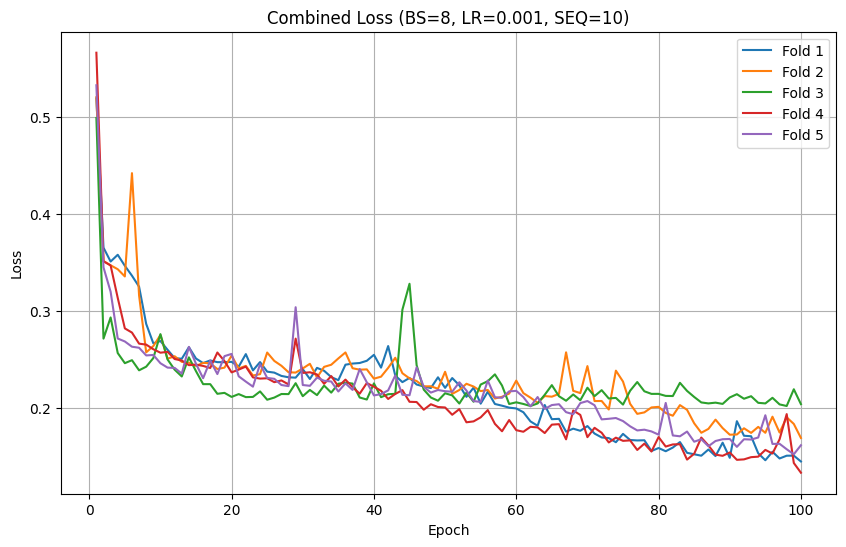 Combined Loss (BS=8, LR=0.001, SEQ=10)
Fold 1
Fold 2
Fold 3
Fold 4
Fold 5
Loss
0.5
0.4
0.3
0.2
0 20 40 60 80 100
Epoch